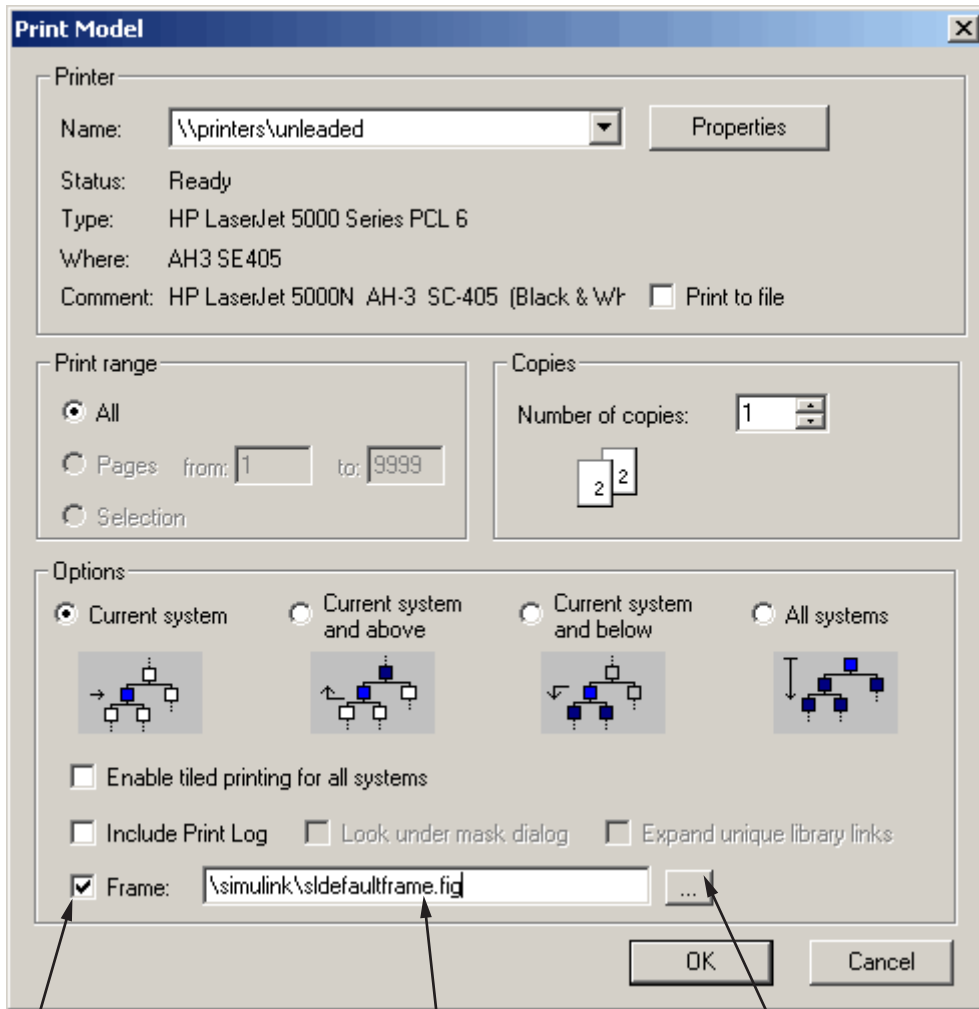 Print Model
Printer
Name: \\printers\unleaded Properties
Status: Ready
Type: HP LaserJet 5000 Series PCL 6
Where: AH3 SE405
Comment: HP LaserJet 5000N AH-3 SC-405 (Black & Wh Print to file
Print range
All
Pages from: 1 to: 9999
Selection
Copies
Number of copies: 1
2 2
Options
Current system
Current system
and above
Current system
and below
All systems
Enable tiled printing for all systems
Include Print Log Look under mask dialog Expand unique library links
Frame: \simulink\sldefaultframe.fig ...
OK Cancel